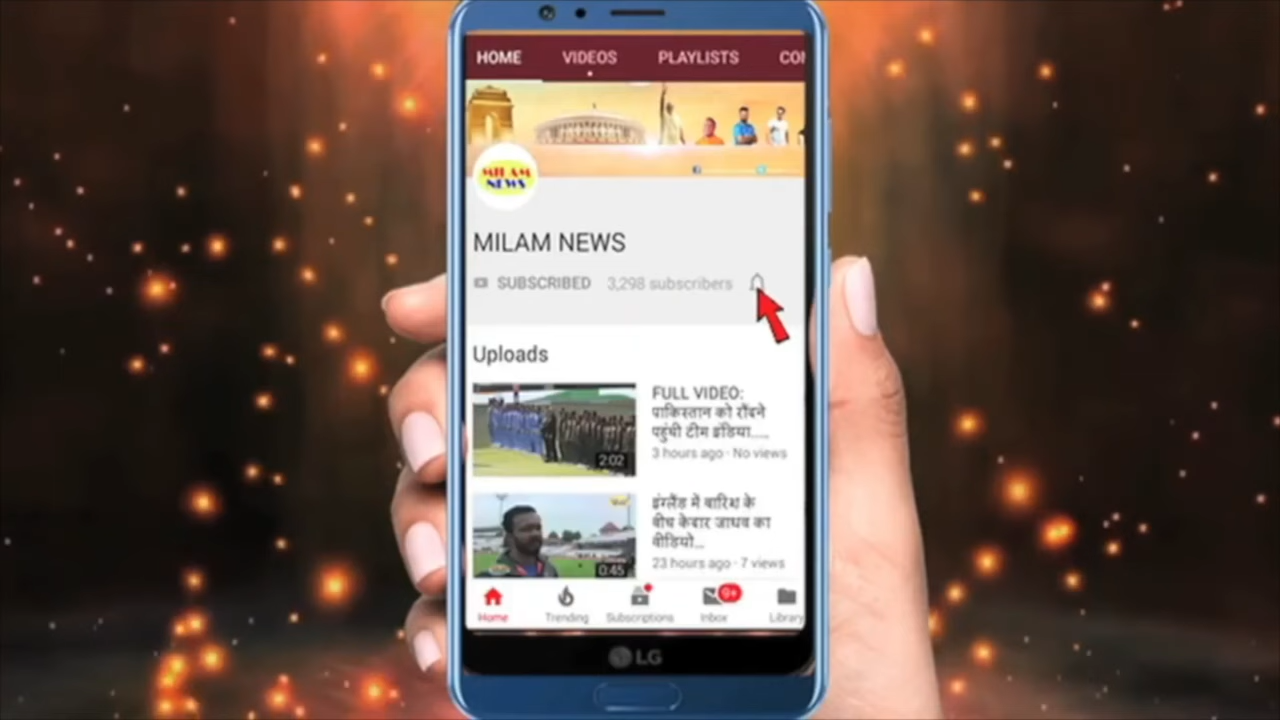 HOME VIDEOS PLAYLISTS CON
MILAM
NEWS
MILAM NEWS
SUBSCRIBED 3,298 subscribers
Uploads
FULL VIDEO:
पाकिस्तान को रौंदने
पहुंची टीम इंडिया.....
3 hours ago · No views
2:02
इंग्लैंड में बारिश के
बीच केदार जाधव का
वीडियो...
23 hours ago · 7 views
0:45
9+
Home Trending Subscriptions Inbox Library
LG